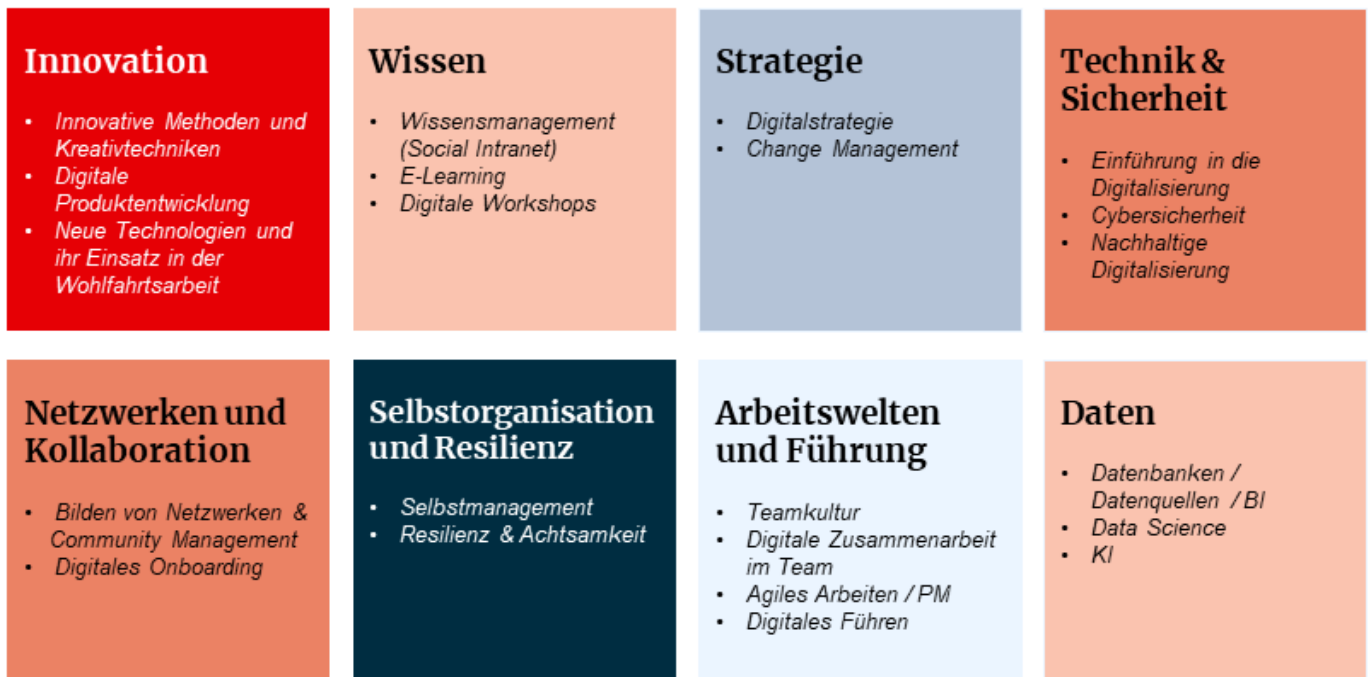 Innovation
• Innovative Methoden und
Kreativtechniken
• Digitale
Produktentwicklung
• Neue Technologien und
ihr Einsatz in der
Wohlfahrtsarbeit
Wissen
• Wissensmanagement
(Social Intranet)
• E-Learning
• Digitale Workshops
Strategie
• Digitalstrategie
• Change Management
Technik &
Sicherheit
• Einführung in die
Digitalisierung
• Cybersicherheit
• Nachhaltige
Digitalisierung
Netzwerken und
Kollaboration
• Bilden von Netzwerken &
Community Management
• Digitales Onboarding
Selbstorganisation
und Resilienz
• Selbstmanagement
• Resilienz & Achtsamkeit
Arbeitswelten
und Führung
• Teamkultur
• Digitale Zusammenarbeit
im Team
• Agiles Arbeiten / PM
• Digitales Führen
Daten
• Datenbanken /
Datenquellen / BI
• Data Science
• KI